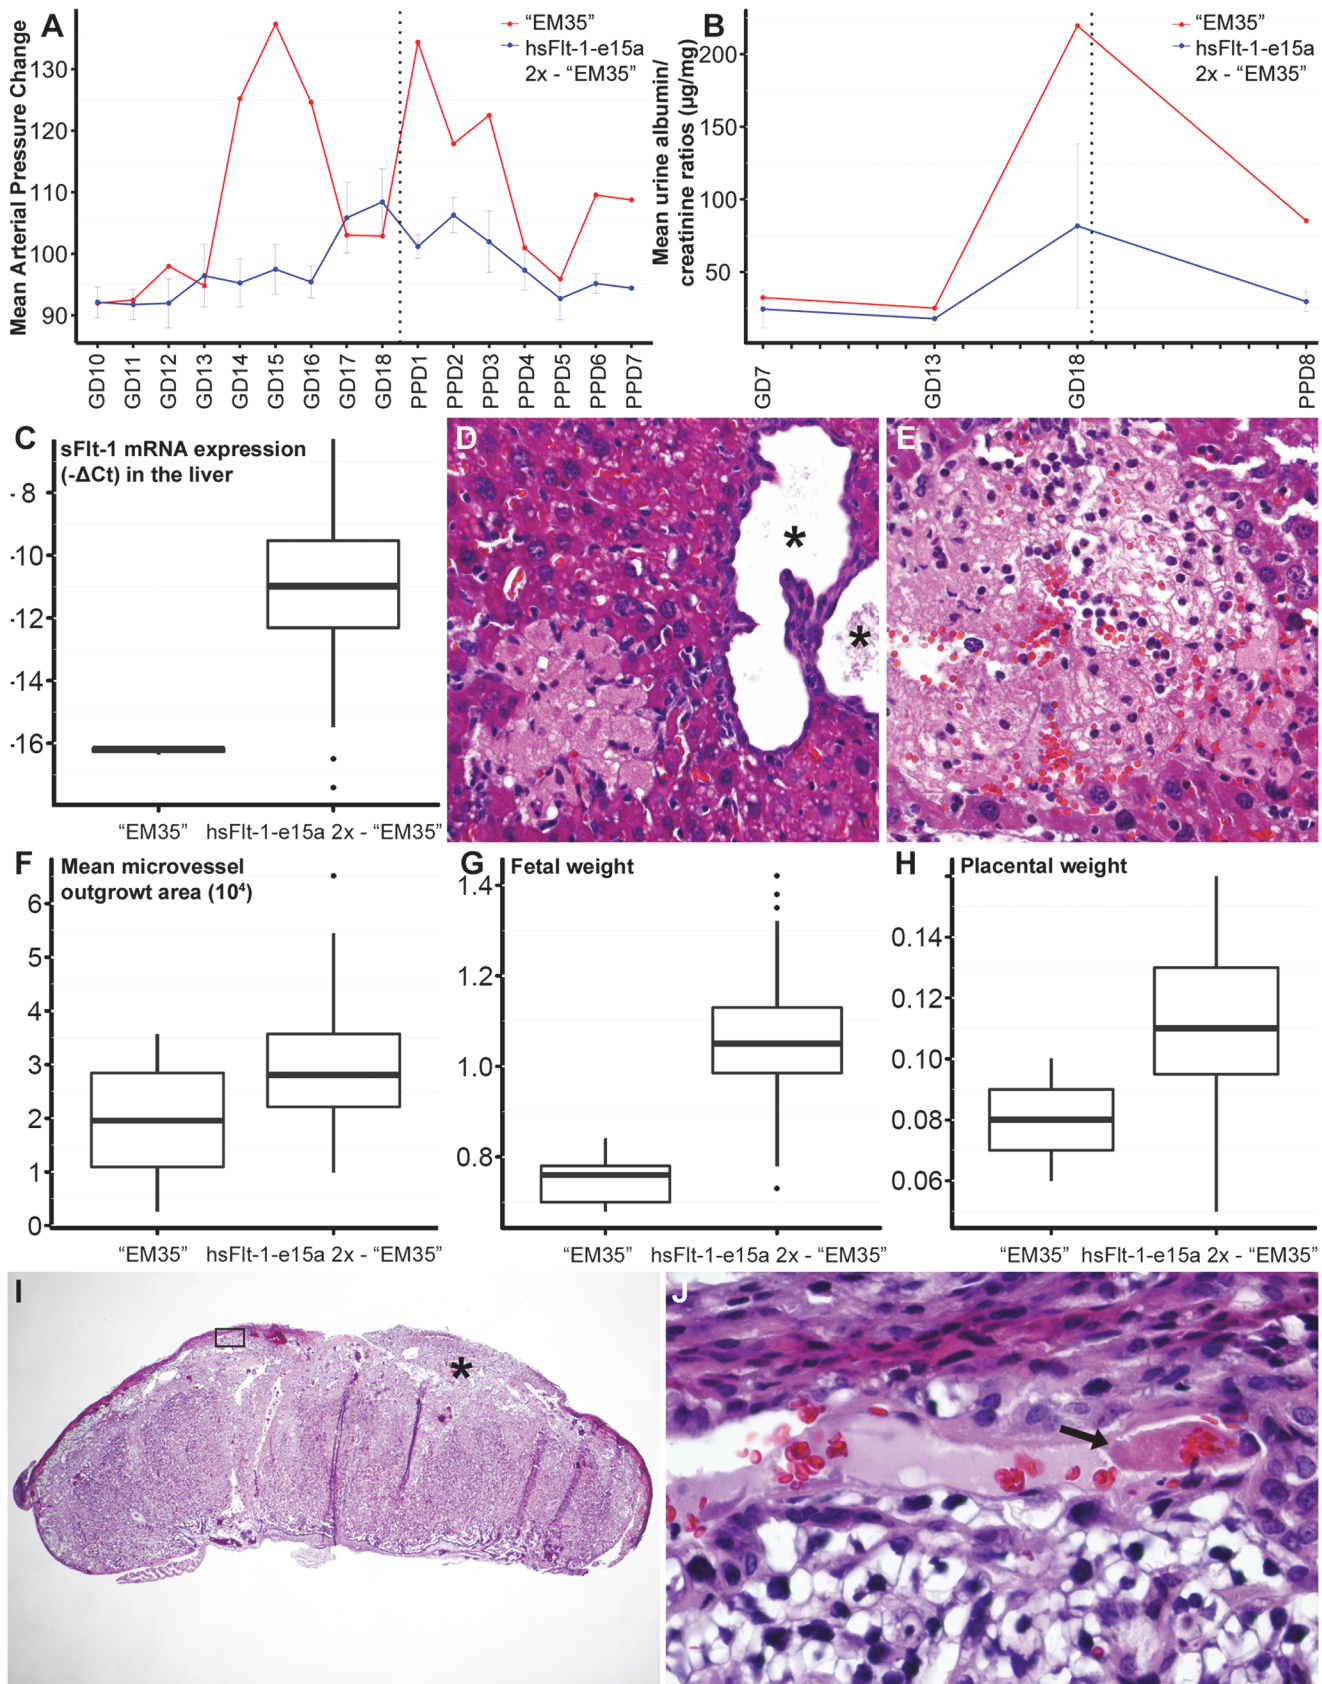 A
Mean Arterial Pressure Change
"EM35"
hsFlt-1-e15a
2x - "EM35"
130
120
110
100
90
GD10
GD11
GD12
GD13
GD14
GD15
GD16
GD17
GD18
PPD1
PPD2
PPD3
PPD4
PPD5
PPD6
PPD7
B
Mean urine albumin/
creatinine ratios (µg/mg)
"EM35"
hsFlt-1-e15a
2x - "EM35"
200
150
100
50
GD7
GD13
GD18
PPD8
C
sFlt-1 mRNA expression
(-ΔCt) in the liver
-8
-10
-12
-14
-16
"EM35"
hsFlt-1-e15a 2x - "EM35"
D
*
*
E
F
Mean microvessel
outgrowt area (10⁴)
6
5
4
3
2
1
0
"EM35"
hsFlt-1-e15a 2x - "EM35"
G
Fetal weight
1.4
1.2
1.0
0.8
"EM35"
hsFlt-1-e15a 2x - "EM35"
H
Placental weight
0.14
0.12
0.10
0.08
0.06
"EM35"
hsFlt-1-e15a 2x - "EM35"
I
*
J